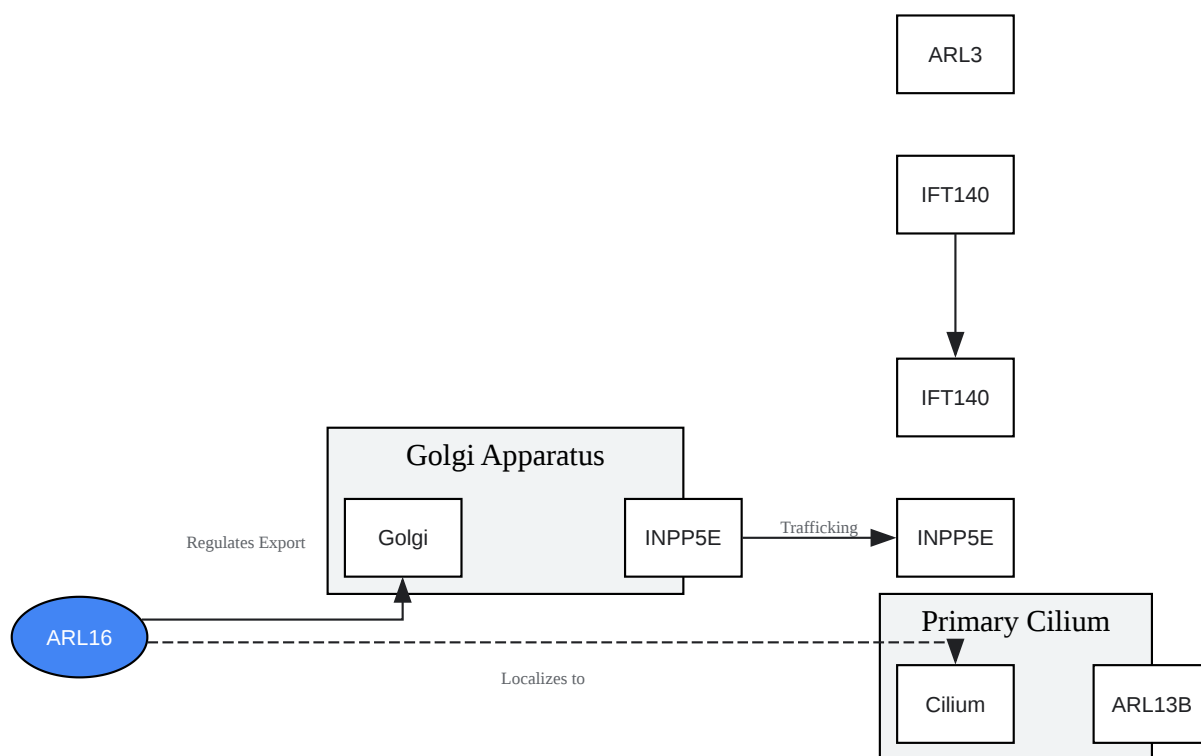 ARL3
IFT140
IFT140
Golgi Apparatus
Golgi
INPP5E
Trafficking
INPP5E
Regulates Export
ARL16
Primary Cilium
Localizes to
Cilium
ARL13B